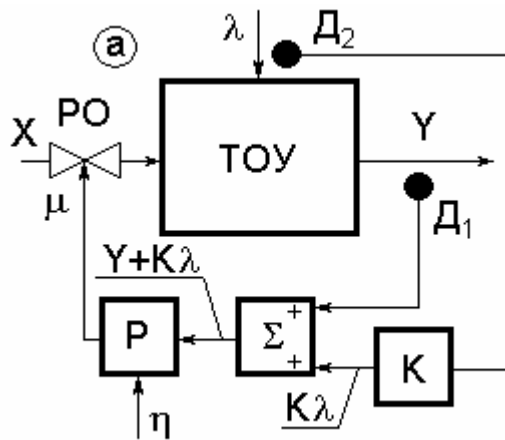 а
λ
Д2
X
РО
ТОУ
Y
μ
Д1
Y+Kλ
Р
Σ
+
+
К
Kλ
η